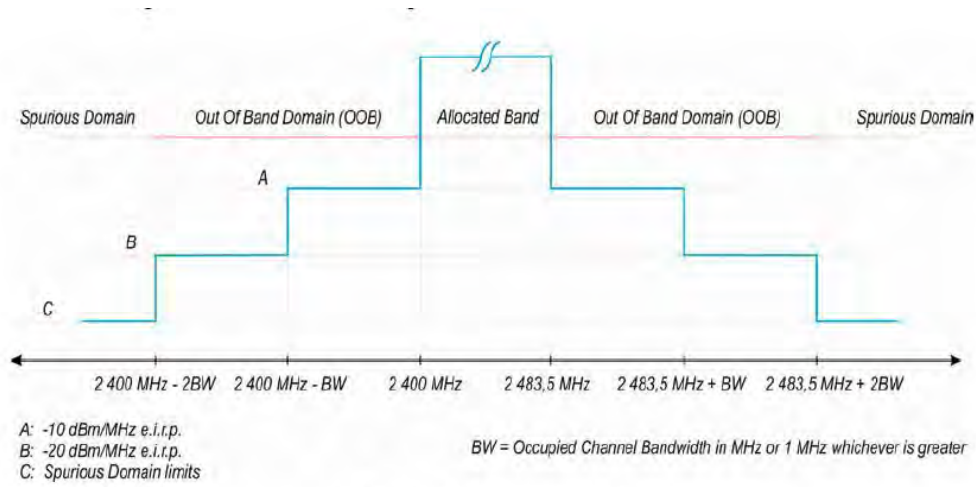 Spurious Domain Out Of Band Domain (OOB) Allocated Band Out Of Band Domain (OOB) Spurious Domain
A
B
C
2 400 MHz - 2BW 2 400 MHz - BW 2 400 MHz 2 483,5 MHz 2 483,5 MHz + BW 2 483,5 MHz + 2BW
A: -10 dBm/MHz e.i.r.p.
B: -20 dBm/MHz e.i.r.p.
C: Spurious Domain limits
BW = Occupied Channel Bandwidth in MHz or 1 MHz whichever is greater